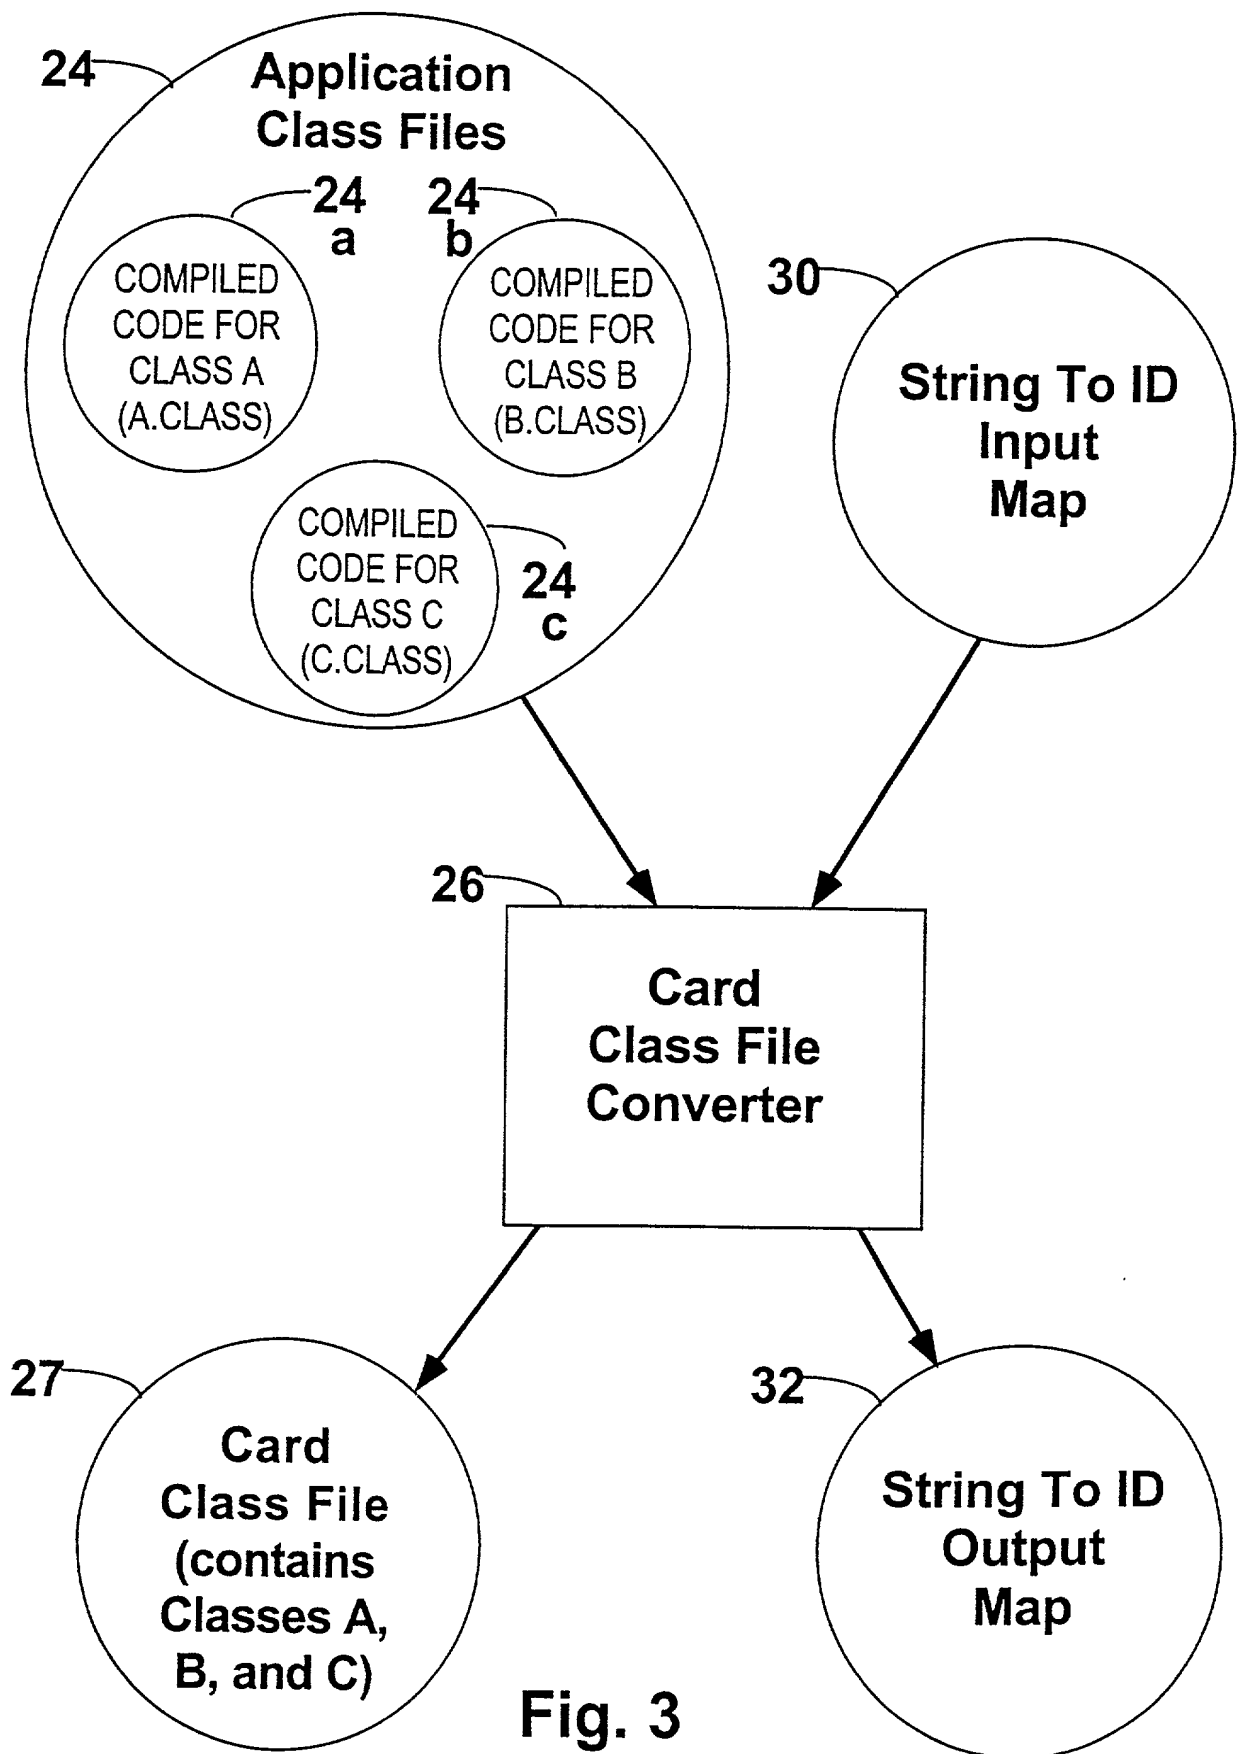 24
Application
Class Files
24
a
24
b
COMPILED
CODE FOR
CLASS A
(A.CLASS)
COMPILED
CODE FOR
CLASS B
(B.CLASS)
COMPILED
CODE FOR
CLASS C
(C.CLASS)
24
c
30
String To ID
Input
Map
26
Card
Class File
Converter
27
Card
Class File
(contains
Classes A,
B, and C)
32
String To ID
Output
Map
Fig. 3